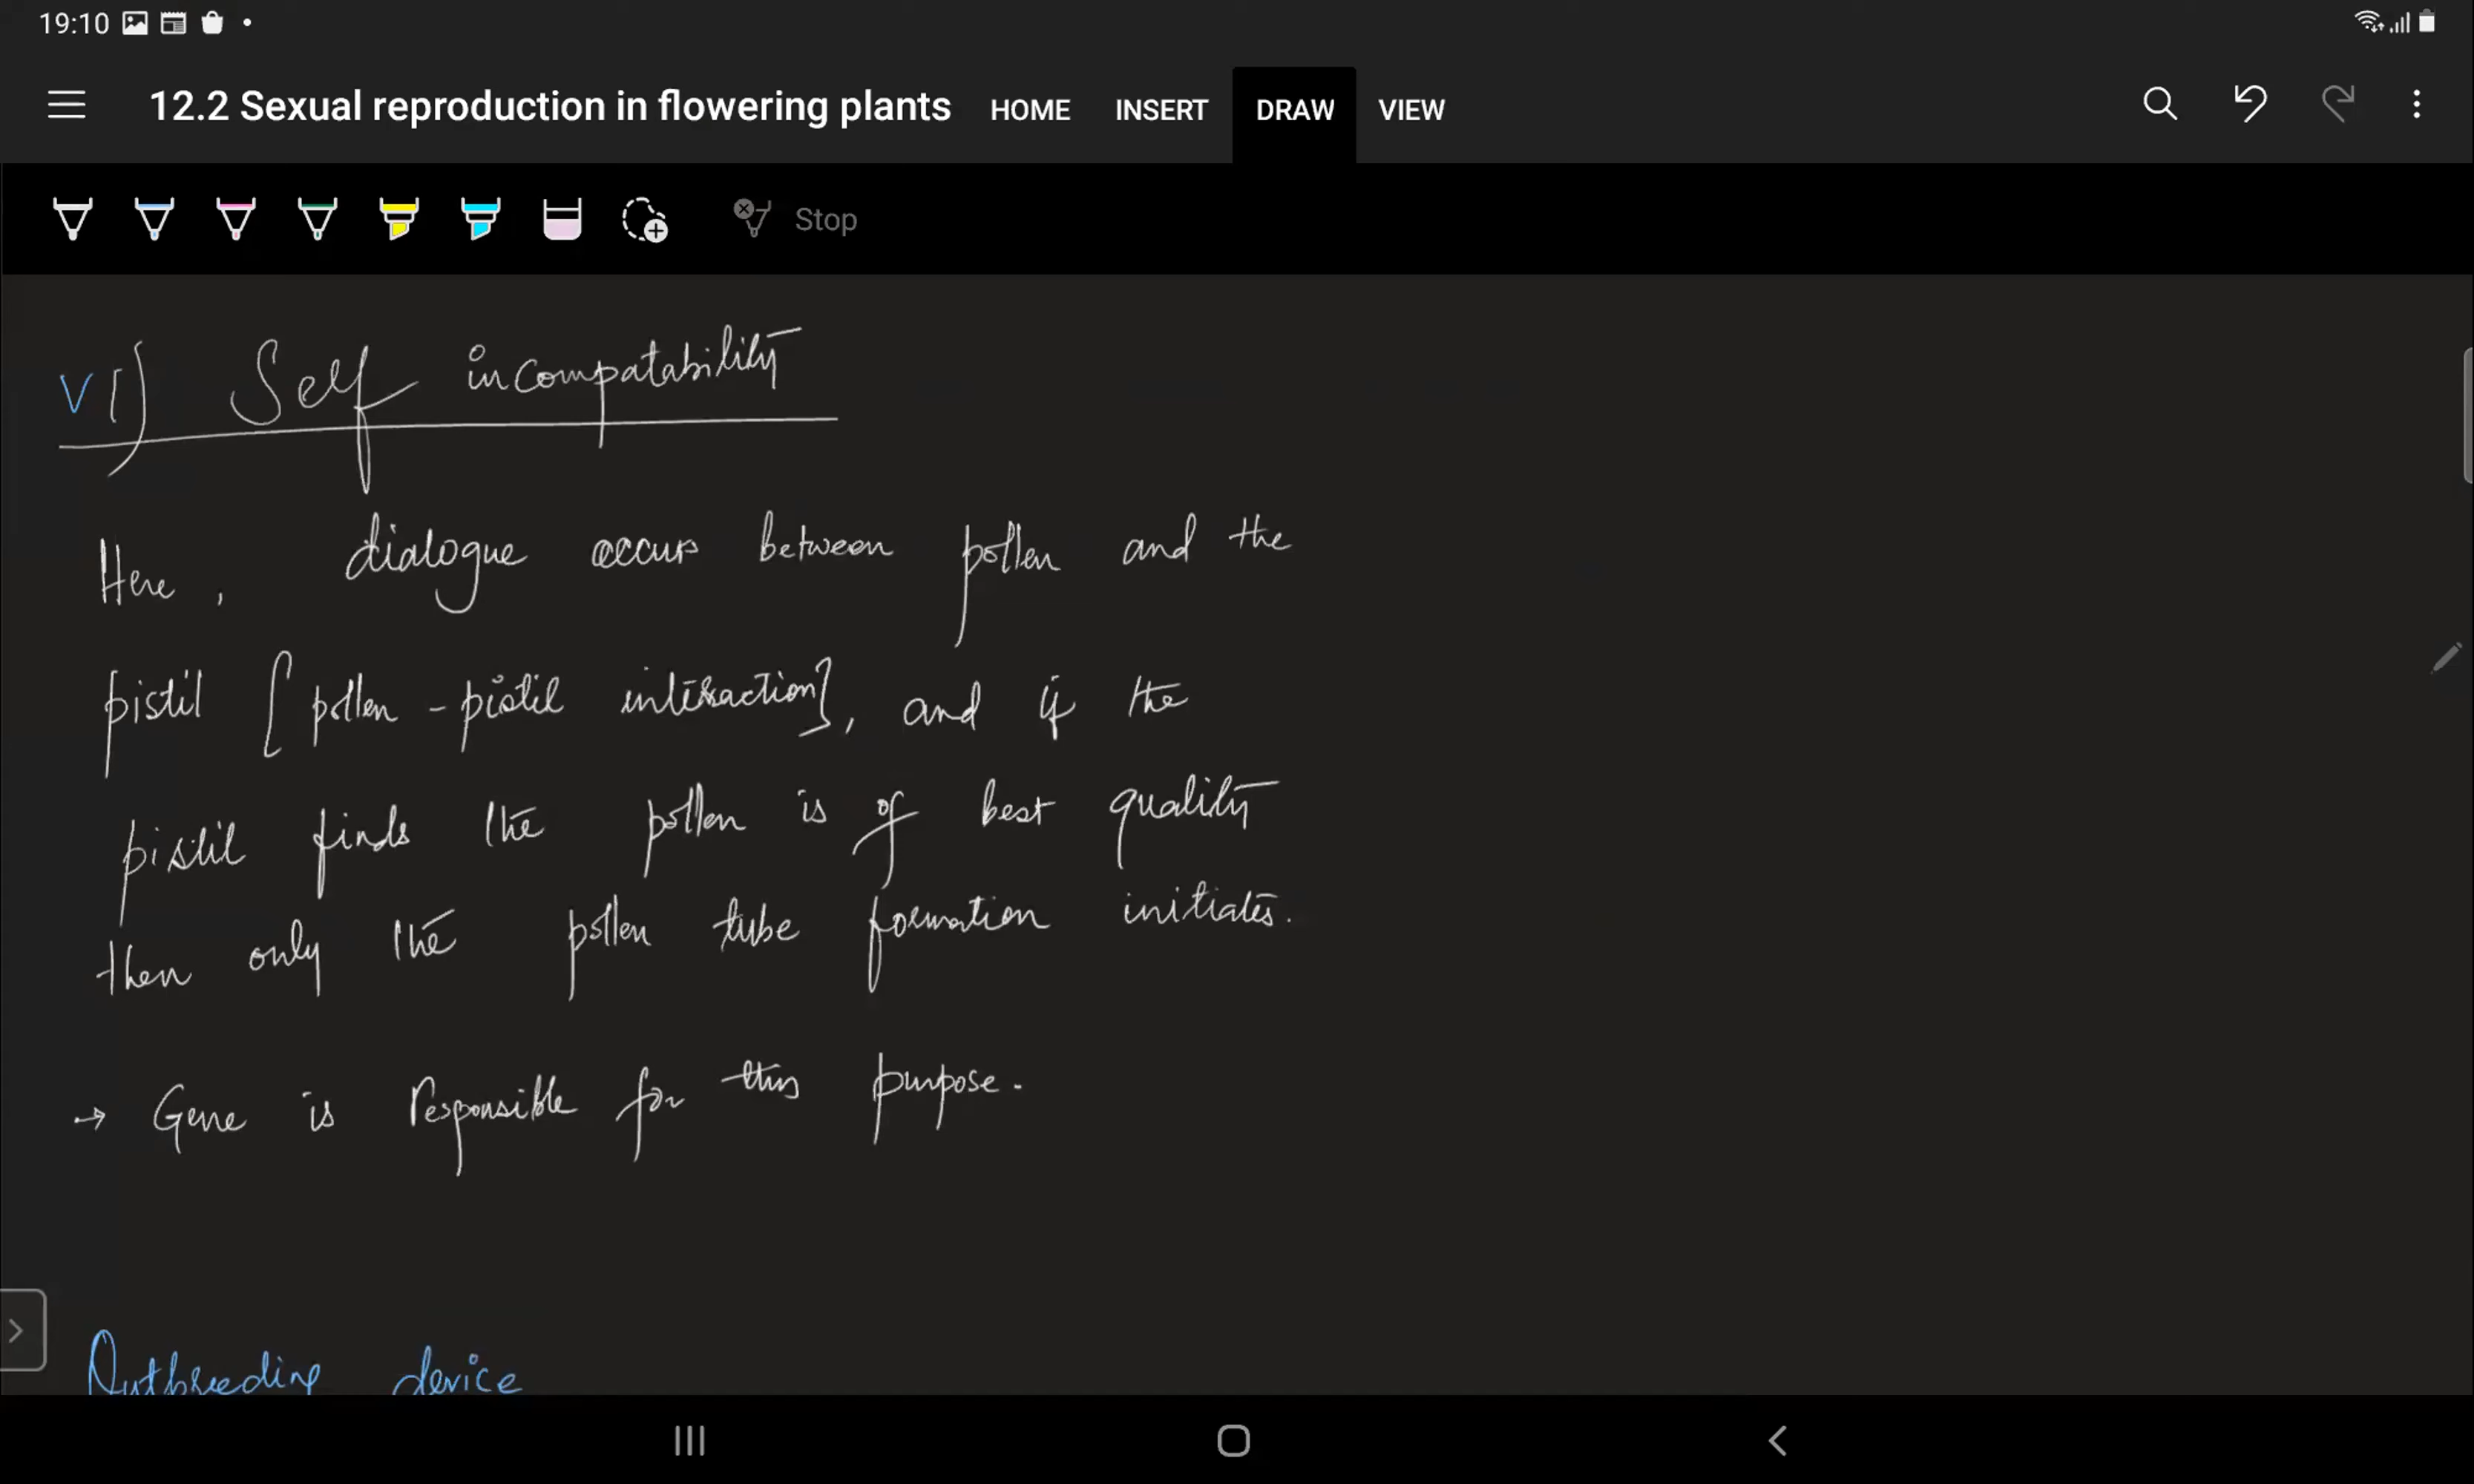 19:10
12.2 Sexual reproduction in flowering plants HOME INSERT DRAW VIEW
Stop
VI) Self incompatability
Here, dialogue occurs between pollen and the
pistil [pollen-pistil interaction], and if the
pistil finds the pollen is of best quality
then only the pollen tube formation initiates.
→ Gene is responsible for this purpose.
Outbreeding device